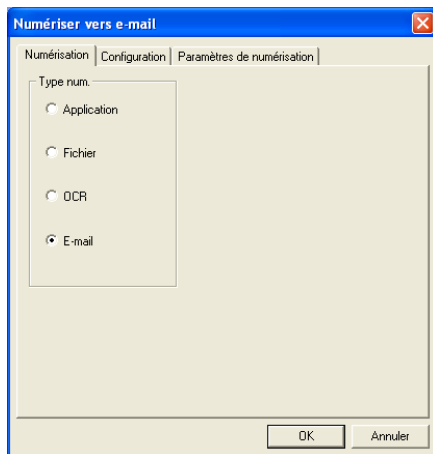 Numériser vers e-mail
Numérisation Configuration Paramètres de numérisation
Type num.
Application
Fichier
OCR
E-mail
OK Annuler